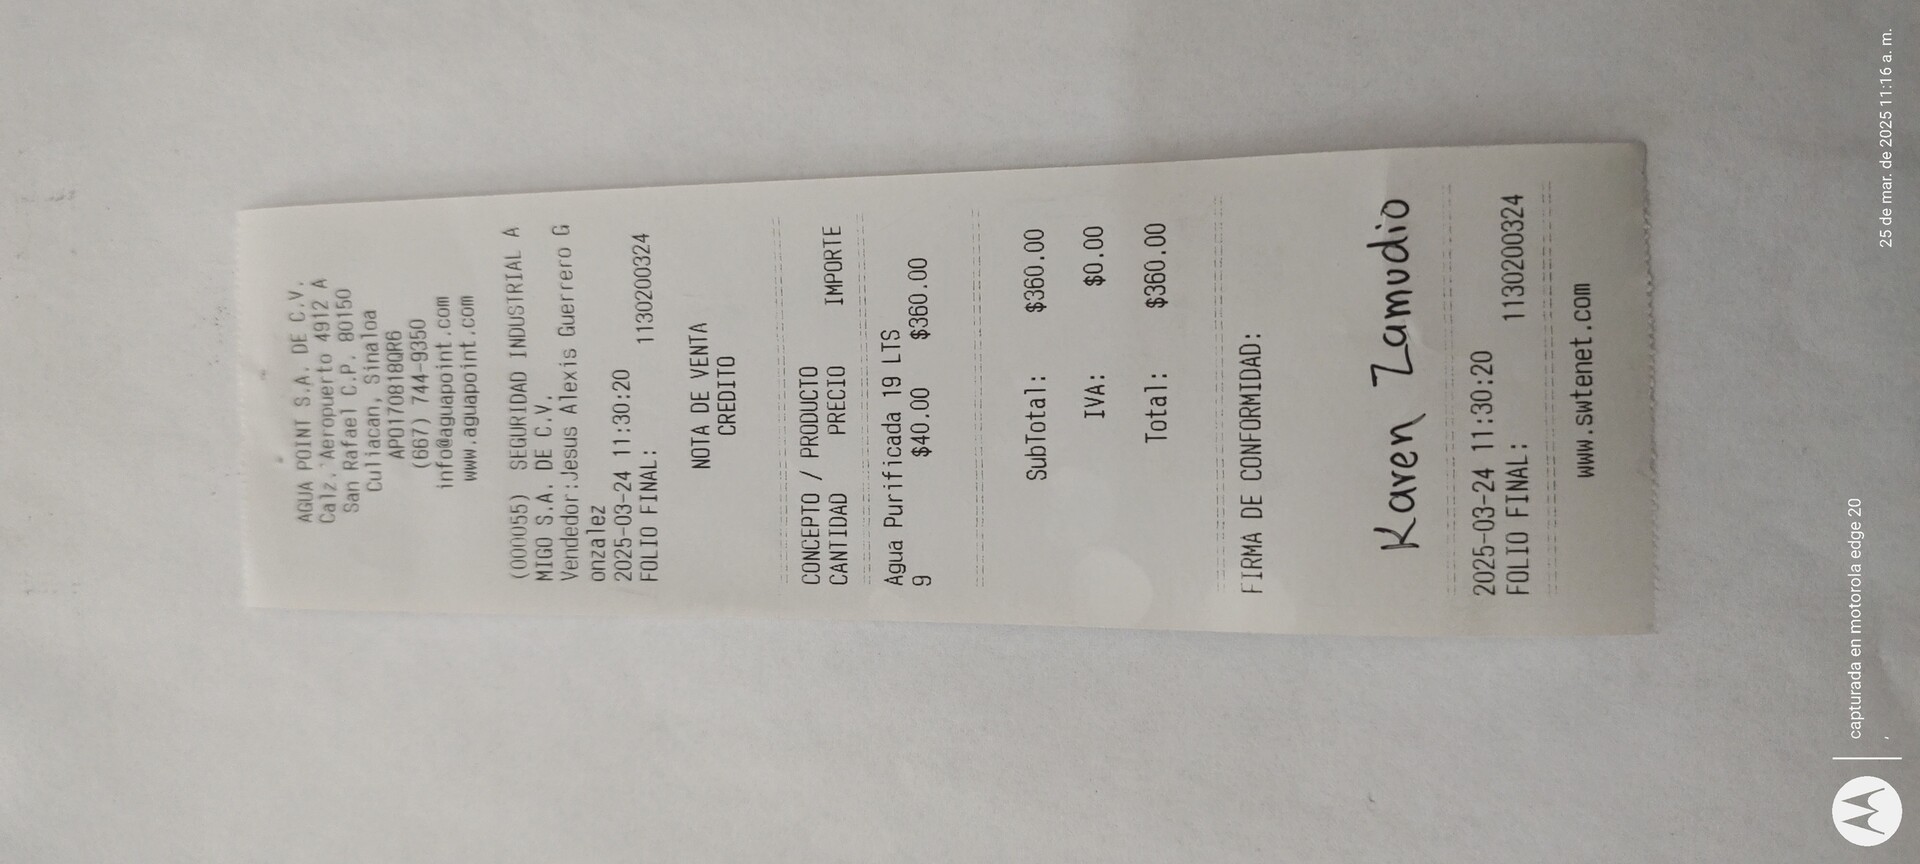 AGUA POINT S.A. DE C.V.
Calz. Aeropuerto 4912 A
San Rafael C.P. 80150
Culiacan, Sinaloa
APO170818QR6
(667) 744-9350
info@aguapoint.com
www.aguapoint.com
(000055) SEGURIDAD INDUSTRIAL A
MIGO S.A. DE C.V.
Vendedor:Jesus Alexis Guerrero G
onzalez
2025-03-24 11:30:20
FOLIO FINAL: 1130200324
NOTA DE VENTA
CREDITO
CONCEPTO / PRODUCTO
CANTIDAD PRECIO IMPORTE
Agua Purificada 19 LTS
9 $40.00 $360.00
SubTotal: $360.00
IVA: $0.00
Total: $360.00
FIRMA DE CONFORMIDAD:
Karen Zamudio
2025-03-24 11:30:20
FOLIO FINAL: 1130200324
www.swtenet.com
capturada en motorola edge 20
25 de mar. de 2025 11:16 a. m.